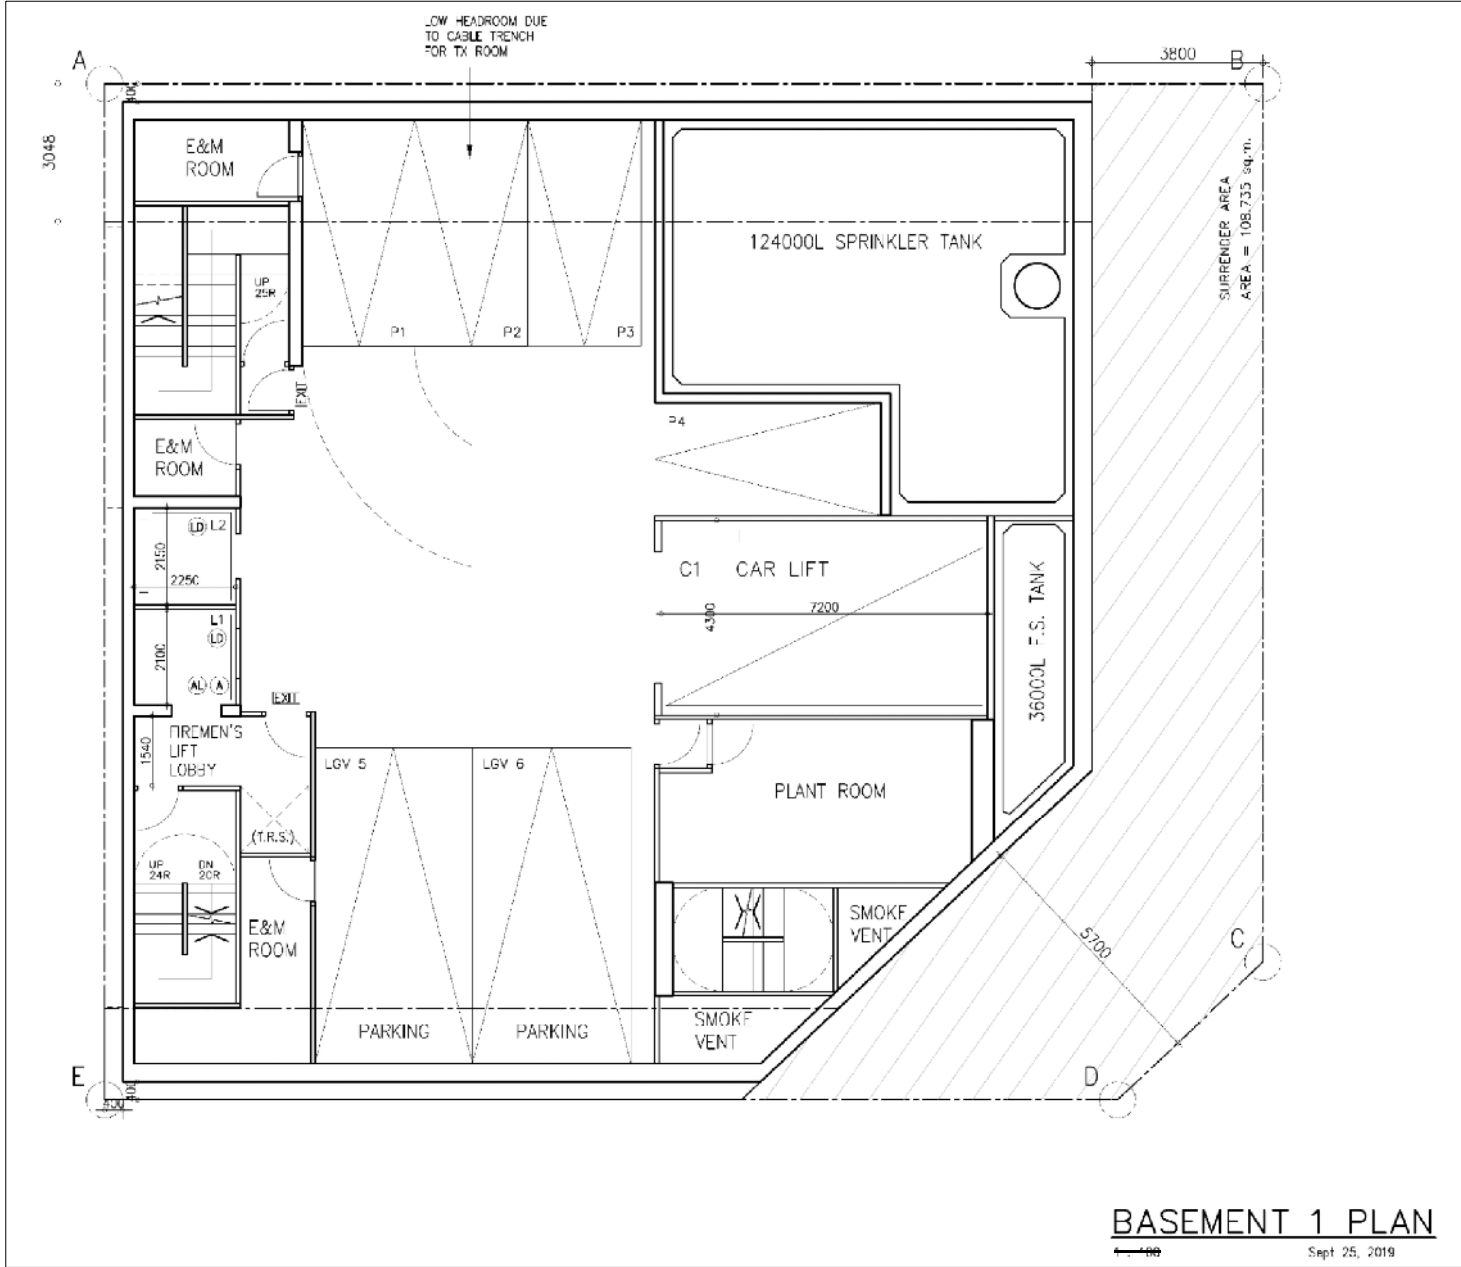 LOW HEADROOM DUE
TO CABLE TRENCH
FOR TX ROOM
A
3800
B
400
3048
E&M
ROOM
SURRENDER AREA
AREA = 108.735 sq.m.
124000L SPRINKLER TANK
UP
25R
P1
P2
P3
EXIT
P4
E&M
ROOM
LD L2
2150
2250
C1 CAR LIFT
7200
4300
36000L F.S. TANK
L1
LD
2100
AL A
EXIT
FIREMEN'S
LIFT
LOBBY
1540
LGV 5
LGV 6
PLANT ROOM
(T.R.S.)
UP
24R
DN
20R
E&M
ROOM
SMOKE
VENT
5700
C
PARKING
PARKING
SMOKE
VENT
E
D
400
400
BASEMENT 1 PLAN
1 : 100
Sept 25, 2019